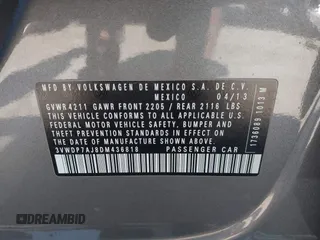 MFD BY VOLKSWAGEN DE MEXICO S.A. DE C.V.
MEXICO 04/13
GVWR 4211 GAWR FRONT 2205 / REAR 2116 LBS
THIS VEHICLE CONFORMS TO ALL APPLICABLE
FEDERAL MOTOR VEHICLE SAFETY, BUMPER AND
THEFT PREVENTION STANDARDS IN EFFECT
ON THE DATE OF MANUFACTURE SHOWN ABOVE.
3VWDP7AJ8DM436818 PASSENGER CAR
1736089 1013 M
DREAMBID